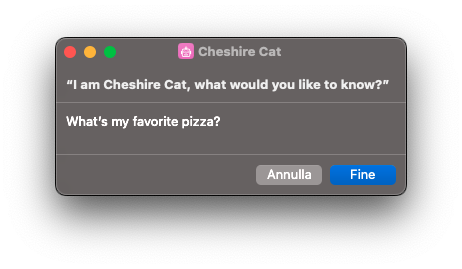 Cheshire Cat
“I am Cheshire Cat, what would you like to know?”
What's my favorite pizza?
Annulla
Fine